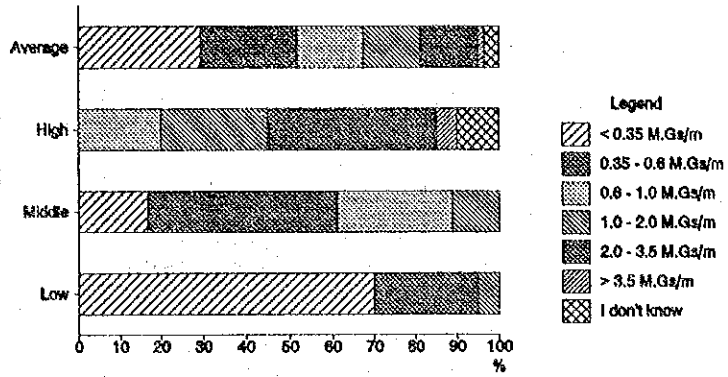 Average
High
Middle
Low
0 10 20 30 40 50 60 70 80 90 100
%
Legend
< 0.35 M.Gs/m
0.35 - 0.6 M.Gs/m
0.6 - 1.0 M.Gs/m
1.0 - 2.0 M.Gs/m
2.0 - 3.5 M.Gs/m
> 3.5 M.Gs/m
I don't know